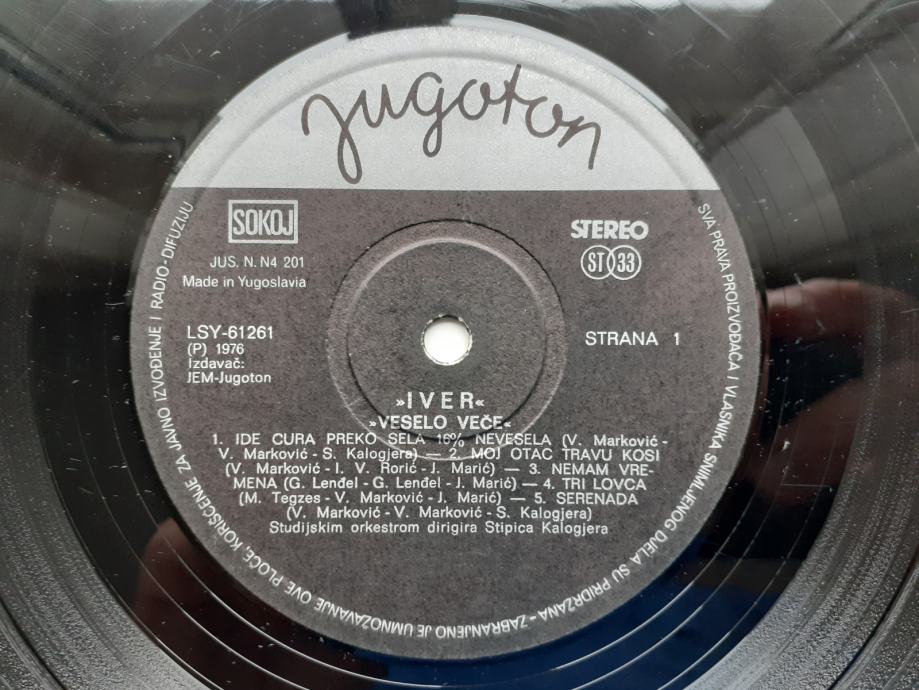 jugoton
SOKOJ
JUS. N. N4 201
Made in Yugoslavia
STEREO
ST 33
LSY-61261
(P) 1976
Izdavač:
JEM-Jugoton
STRANA 1
»IVER«
»VESELO VEČE«
1. IDE CURA PREKO SELA 16% NEVESELA (V. Marković -
V. Marković - S. Kalogjera) — 2. MOJ OTAC TRAVU KOSI
(V. Marković - I. V. Rorić - J. Marić) — 3. NEMAM VRE-
MENA (G. Lenđel - G. Lenđel - J. Marić) — 4. TRI LOVCA
(M. Tegzes - V. Marković - J. Marić) — 5. SERENADA
(V. Marković - V. Marković - S. Kalogjera)
Studijskim orkestrom dirigira Stipica Kalogjera
SVA PRAVA PROIZVOĐAČA I VLASNIKA SNIMLJENOG DJELA SU PRIDRŽANA - ZABRANJENO JE UMNOŽAVANJE OVE PLOČE, KORIŠĆENJE ZA JAVNO IZVOĐENJE I RADIO-DIFUZIJU